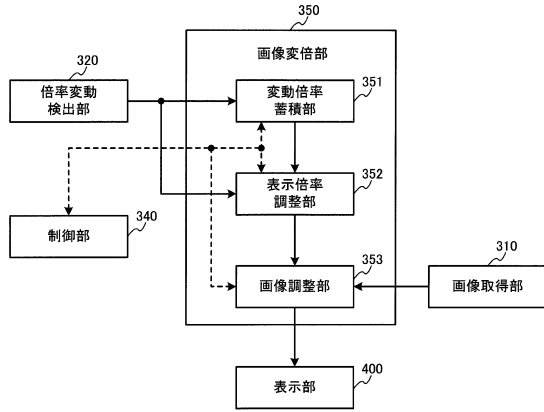 350
画像変倍部
320
倍率変動
検出部
351
変動倍率
蓄積部
352
表示倍率
調整部
340
制御部
353
画像調整部
310
画像取得部
400
表示部